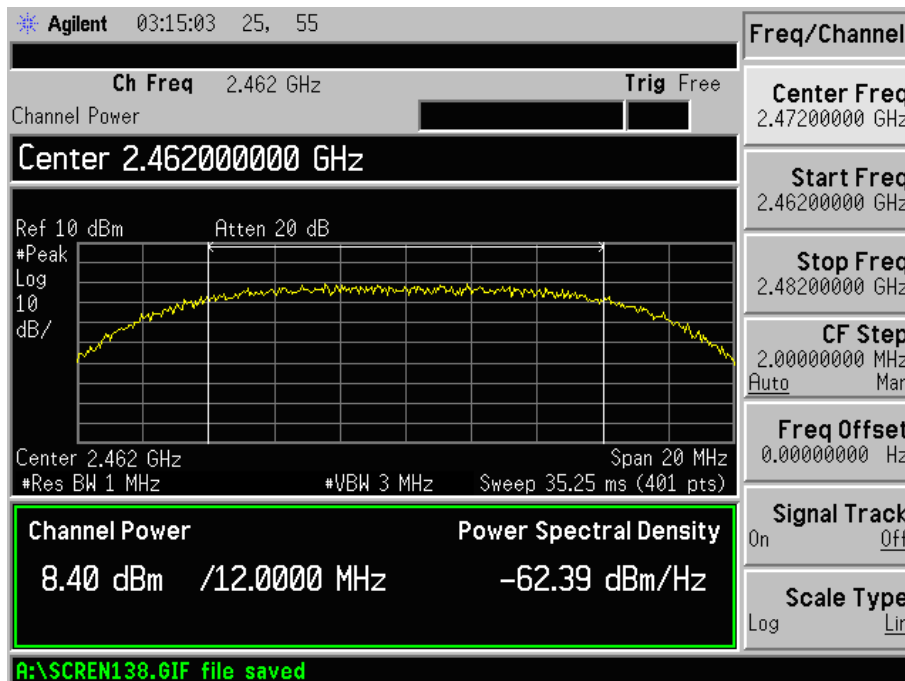 Agilent 03:15:03 25, 55
Freq/Channel
Ch Freq 2.462 GHz Trig Free
Channel Power
Center 2.462000000 GHz
Ref 10 dBm Atten 20 dB
#Peak
Log
10
dB/
Center 2.462 GHz Span 20 MHz
#Res BW 1 MHz #VBW 3 MHz Sweep 35.25 ms (401 pts)
Channel Power Power Spectral Density
8.40 dBm /12.0000 MHz -62.39 dBm/Hz
A:\SCREN138.GIF file saved
Center Freq
2.47200000 GHz
Start Freq
2.46200000 GHz
Stop Freq
2.48200000 GHz
CF Step
2.00000000 MHz
Auto Man
Freq Offset
0.00000000 Hz
Signal Track
On Off
Scale Type
Log Lin